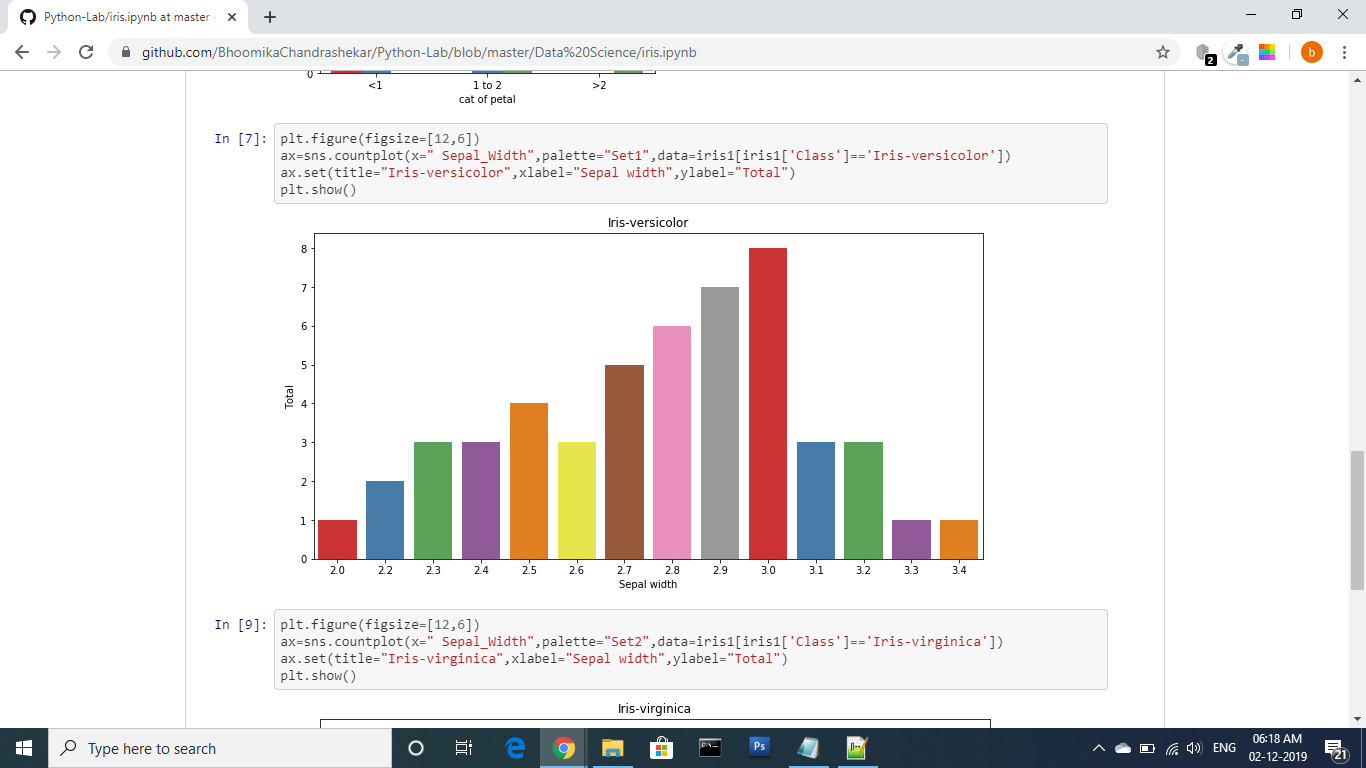 Python-Lab/iris.ipynb at master
github.com/BhoomikaChandrashekar/Python-Lab/blob/master/Data%20Science/iris.ipynb
2
-
b
0
<1
1 to 2
>2
cat of petal
In [7]:
plt.figure(figsize=[12,6])
ax=sns.countplot(x=" Sepal_Width",palette="Set1",data=iris1[iris1['Class']=='Iris-versicolor'])
ax.set(title="Iris-versicolor",xlabel="Sepal width",ylabel="Total")
plt.show()
Iris-versicolor
8
7
6
5
4
3
2
1
0
Total
2.0 2.2 2.3 2.4 2.5 2.6 2.7 2.8 2.9 3.0 3.1 3.2 3.3 3.4
Sepal width
In [9]:
plt.figure(figsize=[12,6])
ax=sns.countplot(x=" Sepal_Width",palette="Set2",data=iris1[iris1['Class']=='Iris-virginica'])
ax.set(title="Iris-virginica",xlabel="Sepal width",ylabel="Total")
plt.show()
Iris-virginica
Type here to search
Ps
ENG
06:18 AM
02-12-2019
21